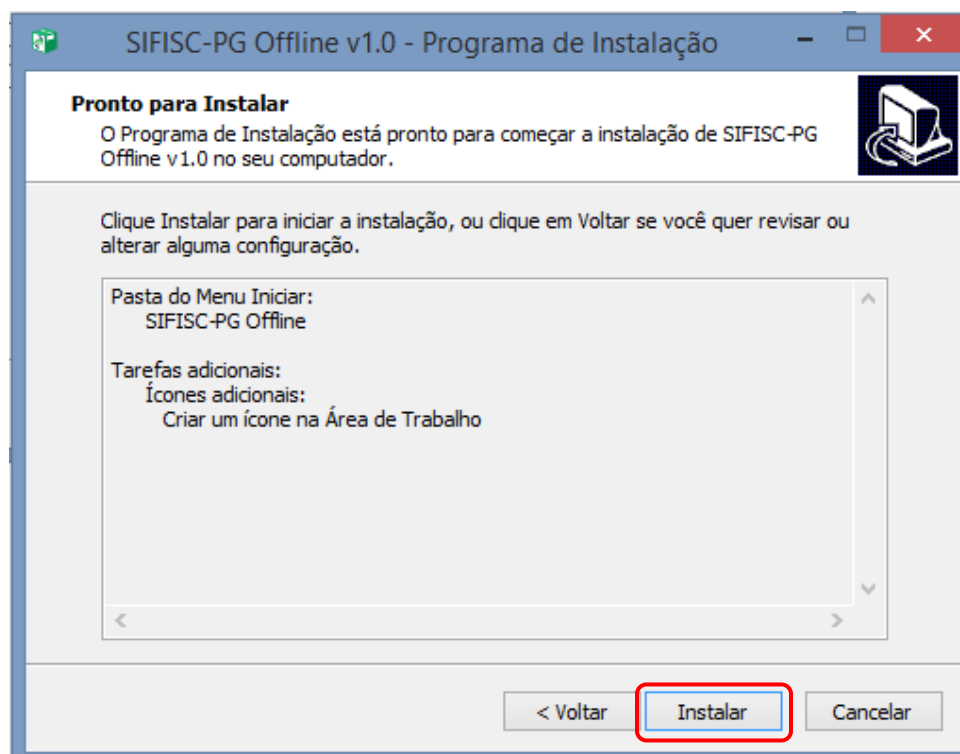 SIFISC-PG Offline v1.0 - Programa de Instalação
Pronto para Instalar
O Programa de Instalação está pronto para começar a instalação de SIFISC-PG
Offline v1.0 no seu computador.
Clique Instalar para iniciar a instalação, ou clique em Voltar se você quer revisar ou
alterar alguma configuração.
Pasta do Menu Iniciar:
SIFISC-PG Offline
Tarefas adicionais:
Ícones adicionais:
Criar um ícone na Área de Trabalho
< Voltar
Instalar
Cancelar